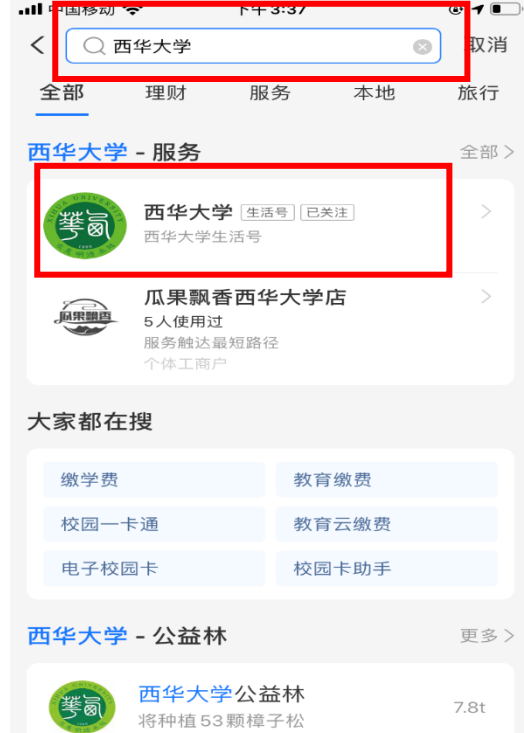 中国移动 下午 3:37
西华大学 取消
全部 理财 服务 本地 旅行
西华大学 - 服务 全部
西华大学 生活号 已关注
西华大学生活号
瓜果飘香西华大学店
5人使用过
服务触达最短路径
个体工商户
大家都在搜
缴学费 教育缴费
校园一卡通 教育云缴费
电子校园卡 校园卡助手
西华大学 - 公益林 更多
西华大学公益林
将种植53颗樟子松 7.8t